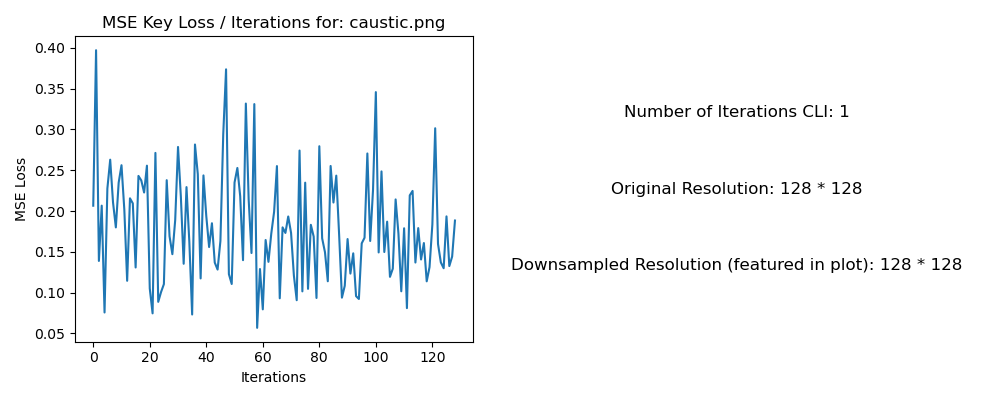 MSE Key Loss / Iterations for: caustic.png
0.40
0.35
0.30
0.25
0.20
0.15
0.10
0.05
MSE Loss
0 20 40 60 80 100 120
Iterations
Number of Iterations CLI: 1
Original Resolution: 128 * 128
Downsampled Resolution (featured in plot): 128 * 128